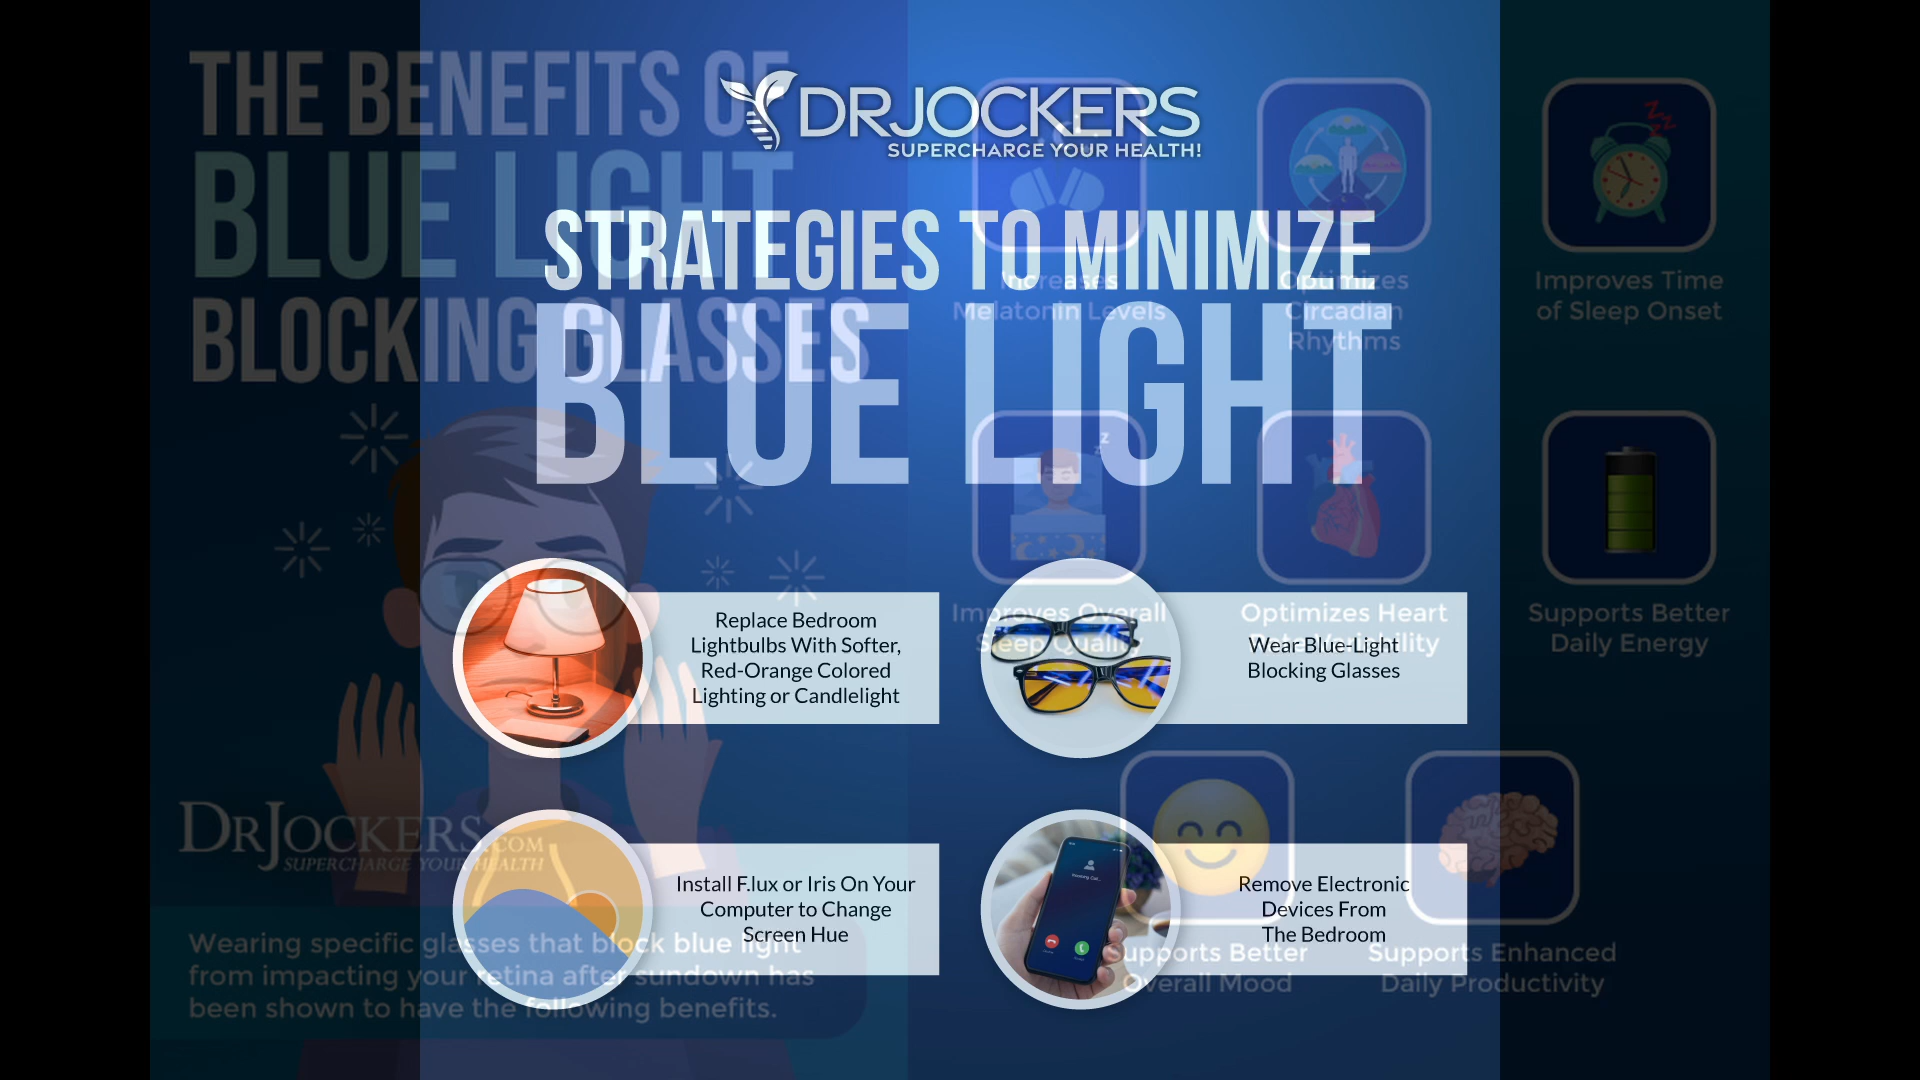 DRJOCKERS
SUPERCHARGE YOUR HEALTH!
STRATEGIES TO MINIMIZE
BLUE LIGHT
Replace Bedroom
Lightbulbs With Softer,
Red-Orange Colored
Lighting or Candlelight
Wear Blue-Light
Blocking Glasses
Install F.lux or Iris On Your
Computer to Change
Screen Hue
Remove Electronic
Devices From
The Bedroom
THE BENEFITS OF
BLUE LIGHT
BLOCKING GLASSES
DRJOCKERS.COM
SUPERCHARGE YOUR HEALTH
Wearing specific glasses that block blue light
from impacting your retina after sundown has
been shown to have the following benefits.
Increases
Melatonin Levels
Optimizes
Circadian
Rhythms
Improves Time
of Sleep Onset
Improves Overall
Sleep Quality
Optimizes Heart
Rate Variability
Supports Better
Daily Energy
Supports Better
Overall Mood
Supports Enhanced
Daily Productivity